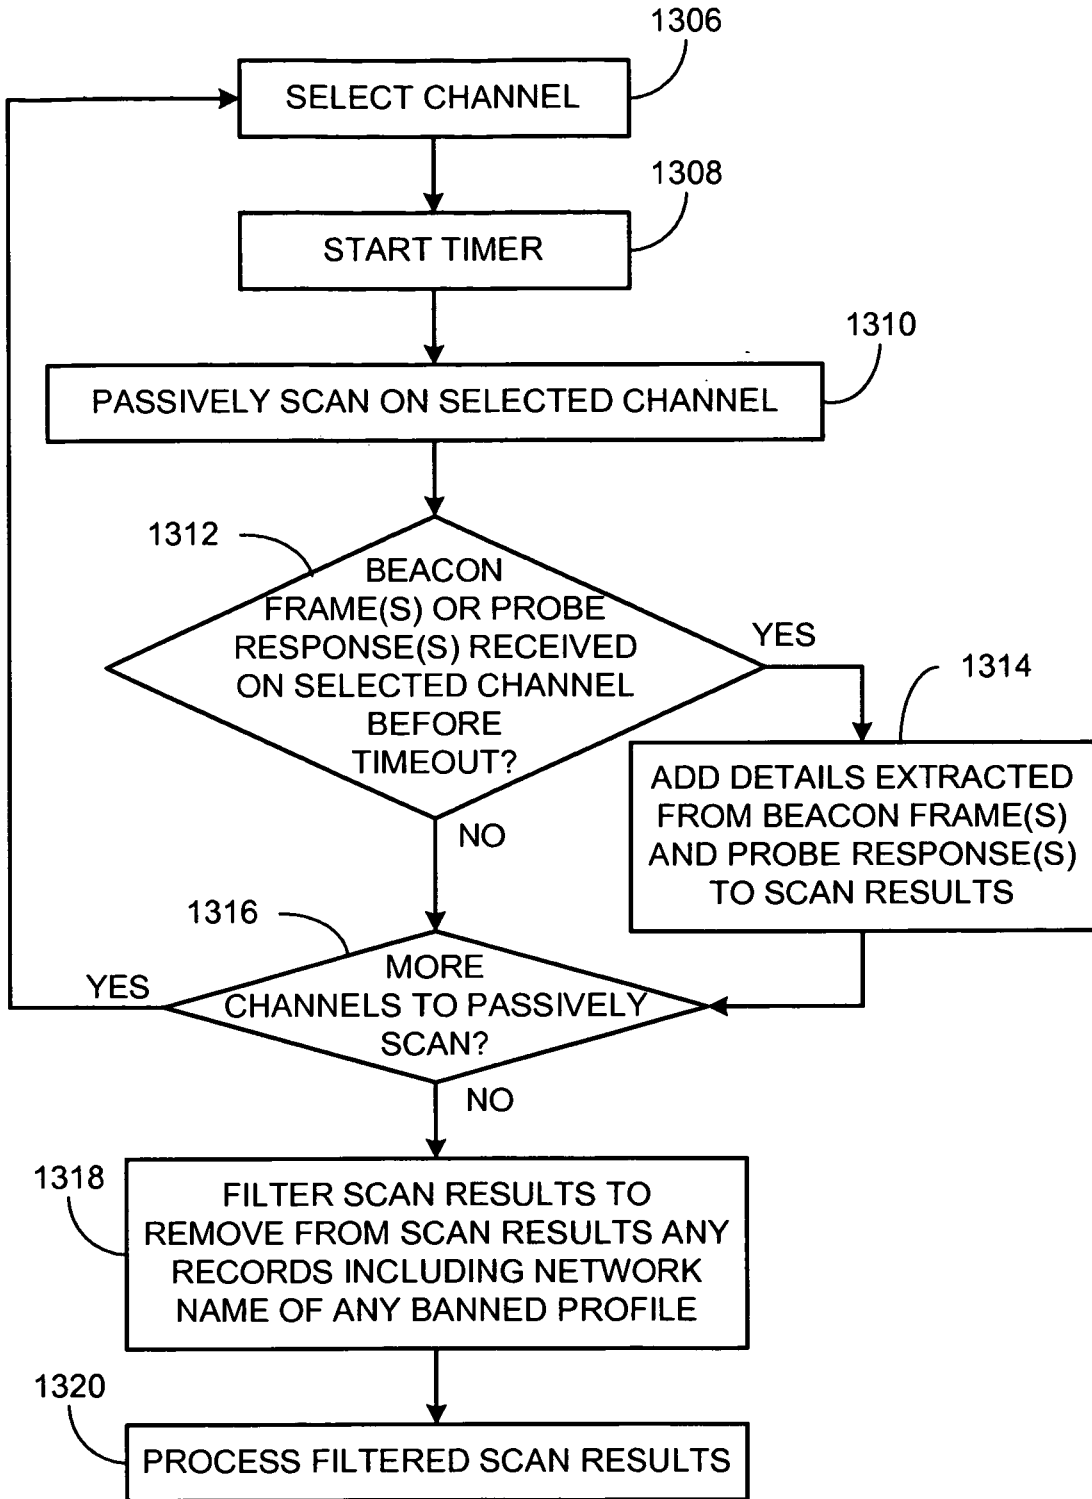 1306
SELECT CHANNEL
1308
START TIMER
1310
PASSIVELY SCAN ON SELECTED CHANNEL
1312
BEACON
FRAME(S) OR PROBE
RESPONSE(S) RECEIVED
ON SELECTED CHANNEL
BEFORE
TIMEOUT?
YES
1314
ADD DETAILS EXTRACTED
FROM BEACON FRAME(S)
AND PROBE RESPONSE(S)
TO SCAN RESULTS
NO
1316
MORE
CHANNELS TO PASSIVELY
SCAN?
YES
NO
1318
FILTER SCAN RESULTS TO
REMOVE FROM SCAN RESULTS ANY
RECORDS INCLUDING NETWORK
NAME OF ANY BANNED PROFILE
1320
PROCESS FILTERED SCAN RESULTS